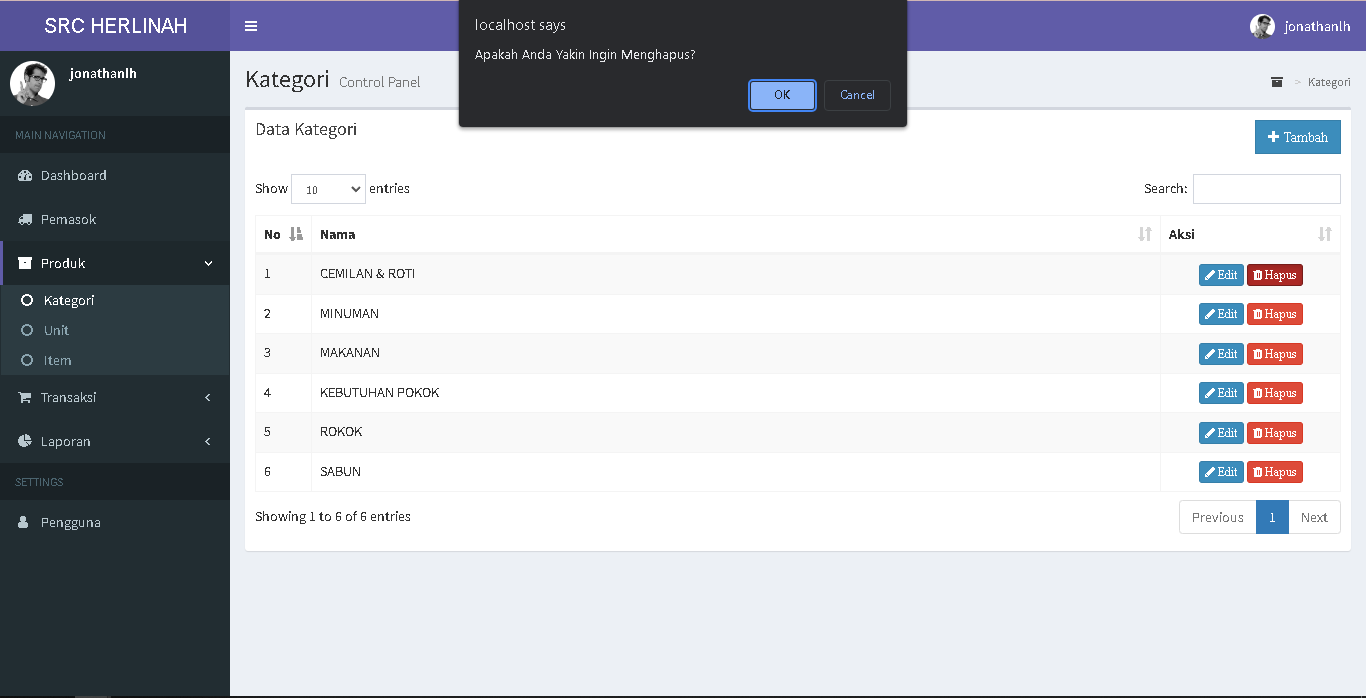 SRC HERLINAH
jonathanlh
localhost says
Apakah Anda Yakin Ingin Menghapus?
OK Cancel
jonathanlh
MAIN NAVIGATION
Dashboard
Pemasok
Produk
Kategori
Unit
Item
Transaksi
Laporan
SETTINGS
Pengguna
Kategori Control Panel
> Kategori
Data Kategori
Tambah
Show 10 entries
Search:
No Nama Aksi
1 CEMILAN & ROTI Edit Hapus
2 MINUMAN Edit Hapus
3 MAKANAN Edit Hapus
4 KEBUTUHAN POKOK Edit Hapus
5 ROKOK Edit Hapus
6 SABUN Edit Hapus
Showing 1 to 6 of 6 entries
Previous 1 Next